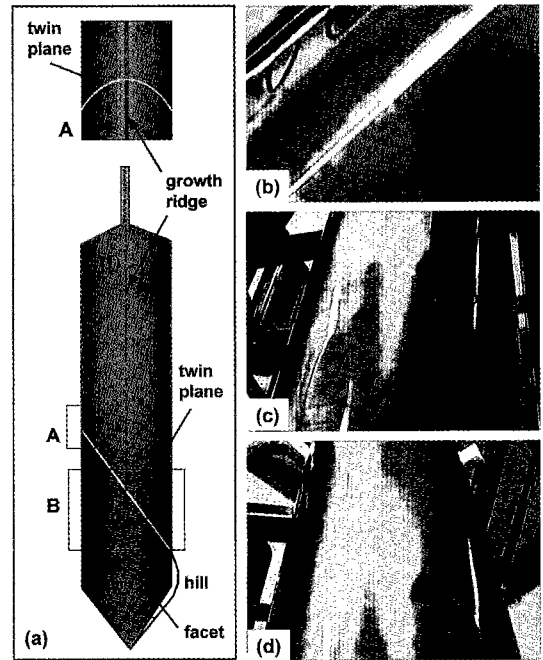 twin
plane
A
growth
ridge
twin
plane
A
B
hill
facet
(a)
(b)
(c)
(d)